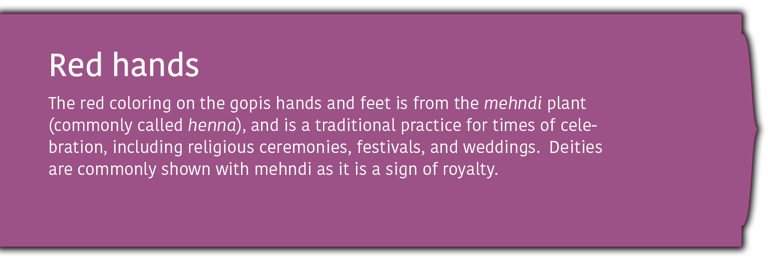 Red hands
The red coloring on the gopis hands and feet is from the mehndi plant
(commonly called henna), and is a traditional practice for times of cele-
bration, including religious ceremonies, festivals, and weddings.  Deities
are commonly shown with mehndi as it is a sign of royalty.